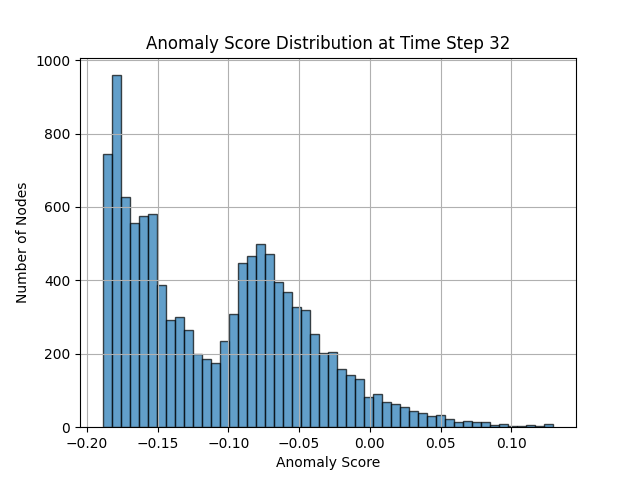 Anomaly Score Distribution at Time Step 32
1000
800
600
400
200
0
Number of Nodes
−0.20 −0.15 −0.10 −0.05 0.00 0.05 0.10
Anomaly Score